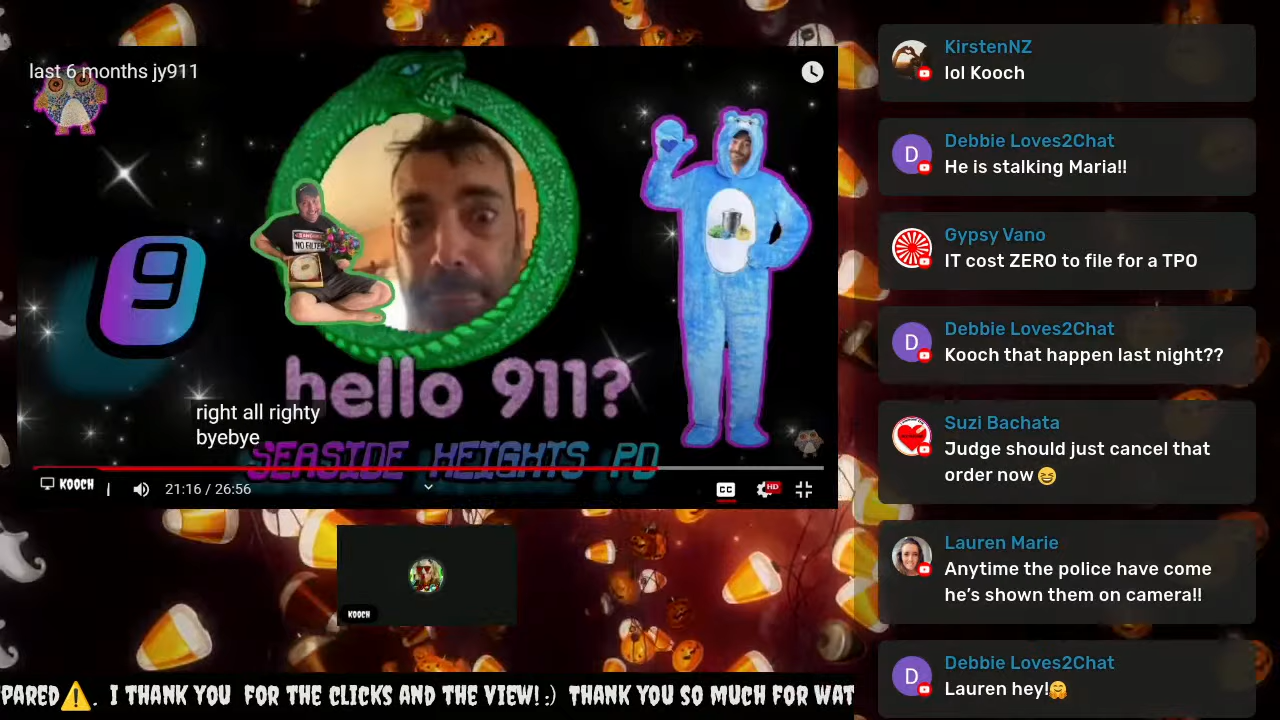 last 6 months jy911
NO FILTER
9
hello 911?
right all righty
byebye
SEASIDE HEIGHTS PD
KOOCH
21:16 / 26:56
CC
HD
KOOCH
PARED⚠️. I THANK YOU FOR THE CLICKS AND THE VIEW! :) THANK YOU SO MUCH FOR WAT
KirstenNZ
lol Kooch
D
Debbie Loves2Chat
He is stalking Maria!!
Gypsy Vano
IT cost ZERO to file for a TPO
D
Debbie Loves2Chat
Kooch that happen last night??
Suzi Bachata
Judge should just cancel that
order now 😆
Lauren Marie
Anytime the police have come
he's shown them on camera!!
D
Debbie Loves2Chat
Lauren hey!🤗